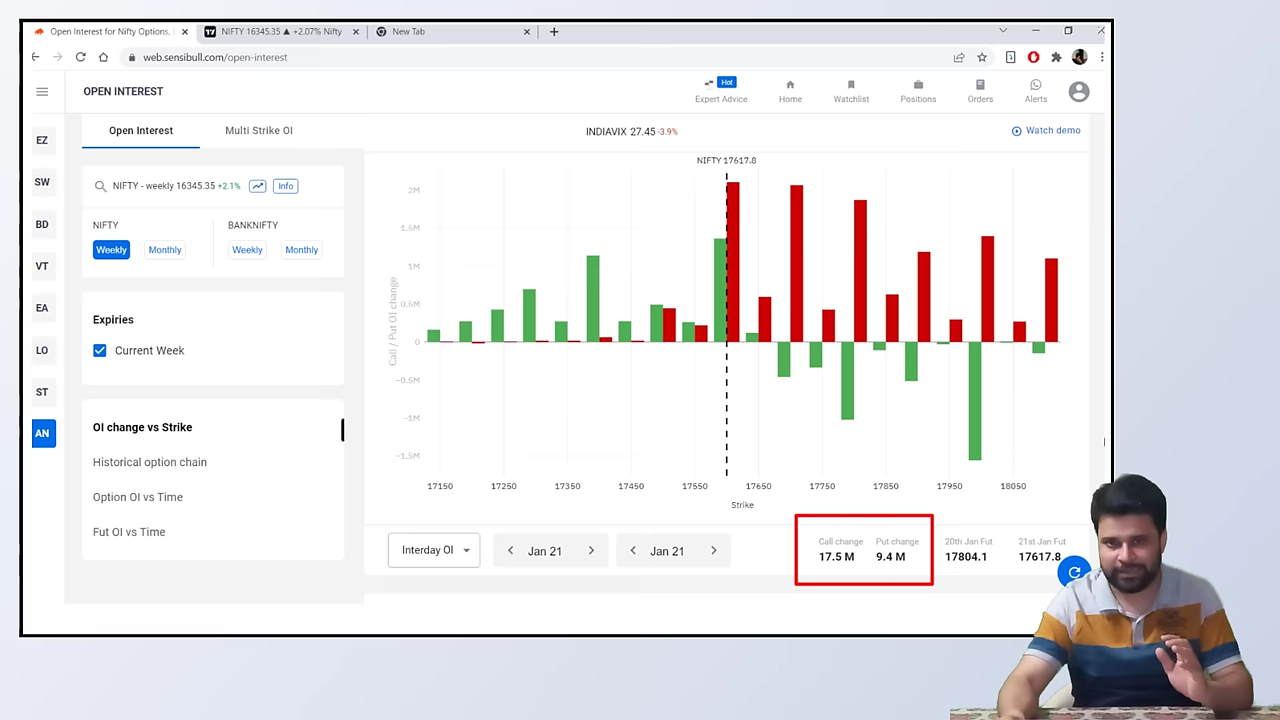 Open Interest for Nifty Options,
NIFTY 16345.35 ▲ +2.07% Nifty
New Tab
web.sensibull.com/open-interest
OPEN INTEREST
Hot
Expert Advice
Home
Watchlist
Positions
Orders
Alerts
Open Interest
Multi Strike OI
INDIAVIX 27.45 -3.9%
Watch demo
EZ
SW
BD
VT
EA
LO
ST
AN
NIFTY - weekly 16345.35 +2.1%
Info
NIFTY
BANKNIFTY
Weekly
Monthly
Weekly
Monthly
Expiries
Current Week
OI change vs Strike
Historical option chain
Option OI vs Time
Fut OI vs Time
NIFTY 17617.8
Call / Put OI change
2M
1.5M
1M
0.5M
0
−0.5M
−1M
−1.5M
17150 17250 17350 17450 17550 17650 17750 17850 17950 18050
Strike
Interday OI
Jan 21
Jan 21
Call change Put change 20th Jan Fut 21st Jan Fut
17.5 M 9.4 M 17804.1 17617.8